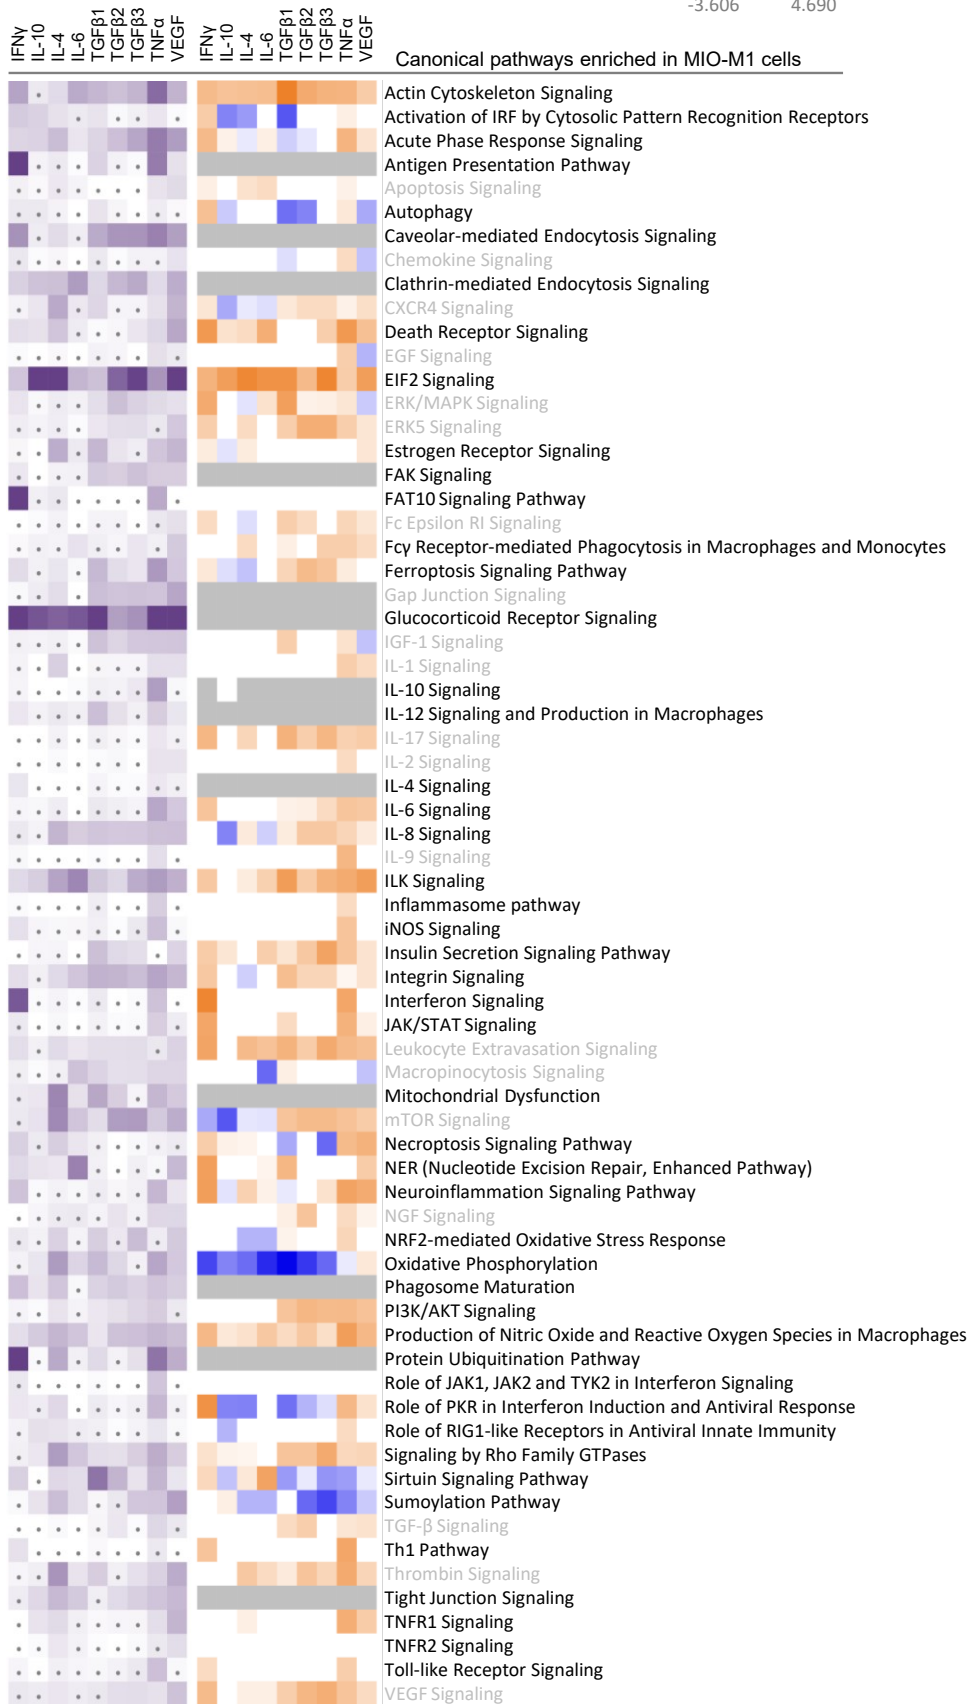 -3.606 4.690
IFNγ IL-10 IL-4 IL-6 TGFβ1 TGFβ2 TGFβ3 TNFα VEGF IFNγ IL-10 IL-4 IL-6 TGFβ1 TGFβ2 TGFβ3 TNFα VEGF
Canonical pathways enriched in MIO-M1 cells
Actin Cytoskeleton Signaling
Activation of IRF by Cytosolic Pattern Recognition Receptors
Acute Phase Response Signaling
Antigen Presentation Pathway
Apoptosis Signaling
Autophagy
Caveolar-mediated Endocytosis Signaling
Chemokine Signaling
Clathrin-mediated Endocytosis Signaling
CXCR4 Signaling
Death Receptor Signaling
EGF Signaling
EIF2 Signaling
ERK/MAPK Signaling
ERK5 Signaling
Estrogen Receptor Signaling
FAK Signaling
FAT10 Signaling Pathway
Fc Epsilon RI Signaling
Fcγ Receptor-mediated Phagocytosis in Macrophages and Monocytes
Ferroptosis Signaling Pathway
Gap Junction Signaling
Glucocorticoid Receptor Signaling
IGF-1 Signaling
IL-1 Signaling
IL-10 Signaling
IL-12 Signaling and Production in Macrophages
IL-17 Signaling
IL-2 Signaling
IL-4 Signaling
IL-6 Signaling
IL-8 Signaling
IL-9 Signaling
ILK Signaling
Inflammasome pathway
iNOS Signaling
Insulin Secretion Signaling Pathway
Integrin Signaling
Interferon Signaling
JAK/STAT Signaling
Leukocyte Extravasation Signaling
Macropinocytosis Signaling
Mitochondrial Dysfunction
mTOR Signaling
Necroptosis Signaling Pathway
NER (Nucleotide Excision Repair, Enhanced Pathway)
Neuroinflammation Signaling Pathway
NGF Signaling
NRF2-mediated Oxidative Stress Response
Oxidative Phosphorylation
Phagosome Maturation
PI3K/AKT Signaling
Production of Nitric Oxide and Reactive Oxygen Species in Macrophages
Protein Ubiquitination Pathway
Role of JAK1, JAK2 and TYK2 in Interferon Signaling
Role of PKR in Interferon Induction and Antiviral Response
Role of RIG1-like Receptors in Antiviral Innate Immunity
Signaling by Rho Family GTPases
Sirtuin Signaling Pathway
Sumoylation Pathway
TGF-β Signaling
Th1 Pathway
Thrombin Signaling
Tight Junction Signaling
TNFR1 Signaling
TNFR2 Signaling
Toll-like Receptor Signaling
VEGF Signaling